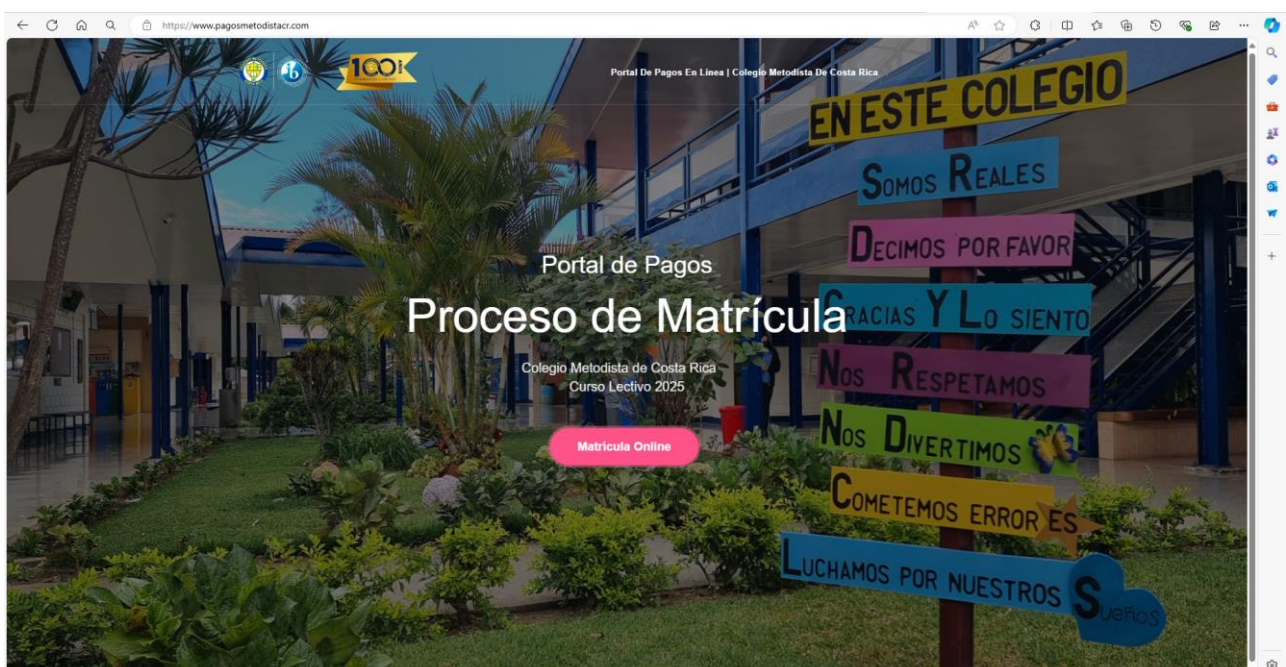 https://www.pagosmetodistacr.com
100
Portal De Pagos En Linea | Colegio Metodista De Costa Rica
EN ESTE COLEGIO
SOMOS REALES
DECIMOS POR FAVOR
GRACIAS Y LO SIENTO
NOS RESPETAMOS
NOS DIVERTIMOS
COMETEMOS ERRORES
LUCHAMOS POR NUESTROS SUEÑOS
Portal de Pagos
Proceso de Matrícula
Colegio Metodista de Costa Rica
Curso Lectivo 2025
Matricula Online